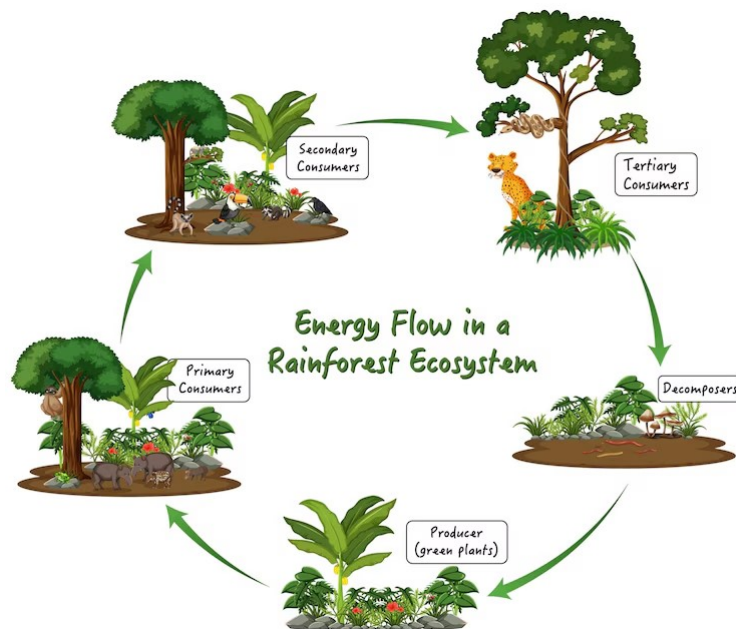 Secondary
Consumers
Tertiary
Consumers
Energy Flow in a
Rainforest Ecosystem
Primary
Consumers
Decomposers
Producer
(green plants)